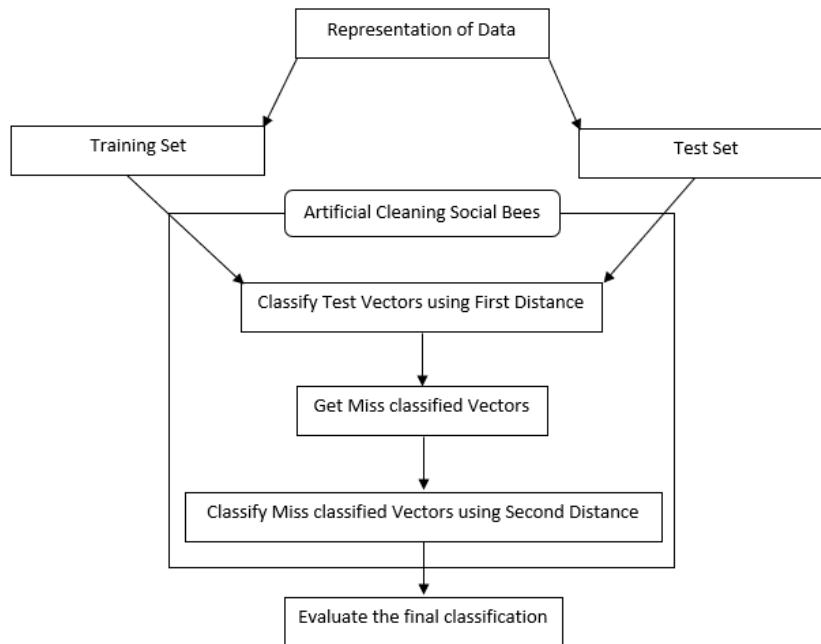 Representation of Data
Training Set
Test Set
Artificial Cleaning Social Bees
Classify Test Vectors using First Distance
Get Miss classified Vectors
Classify Miss classified Vectors using Second Distance
Evaluate the final classification